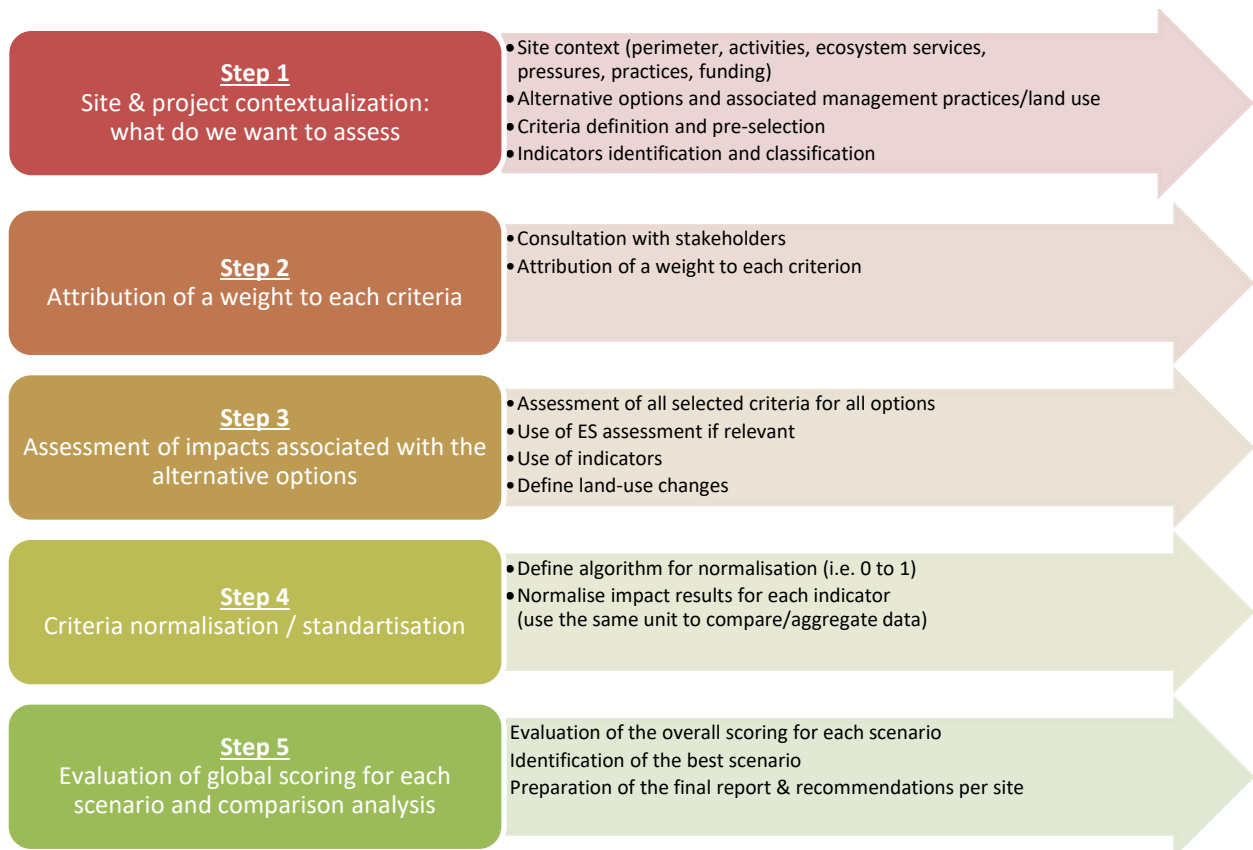 Step 1
Site & project contextualization:
what do we want to assess
•Site context (perimeter, activities, ecosystem services,
pressures, practices, funding)
•Alternative options and associated management practices/land use
•Criteria definition and pre-selection
•Indicators identification and classification
Step 2
Attribution of a weight to each criteria
•Consultation with stakeholders
•Attribution of a weight to each criterion
Step 3
Assessment of impacts associated with the
alternative options
•Assessment of all selected criteria for all options
•Use of ES assessment if relevant
•Use of indicators
•Define land-use changes
Step 4
Criteria normalisation / standartisation
•Define algorithm for normalisation (i.e. 0 to 1)
•Normalise impact results for each indicator
(use the same unit to compare/aggregate data)
Step 5
Evaluation of global scoring for each
scenario and comparison analysis
Evaluation of the overall scoring for each scenario
Identification of the best scenario
Preparation of the final report & recommendations per site